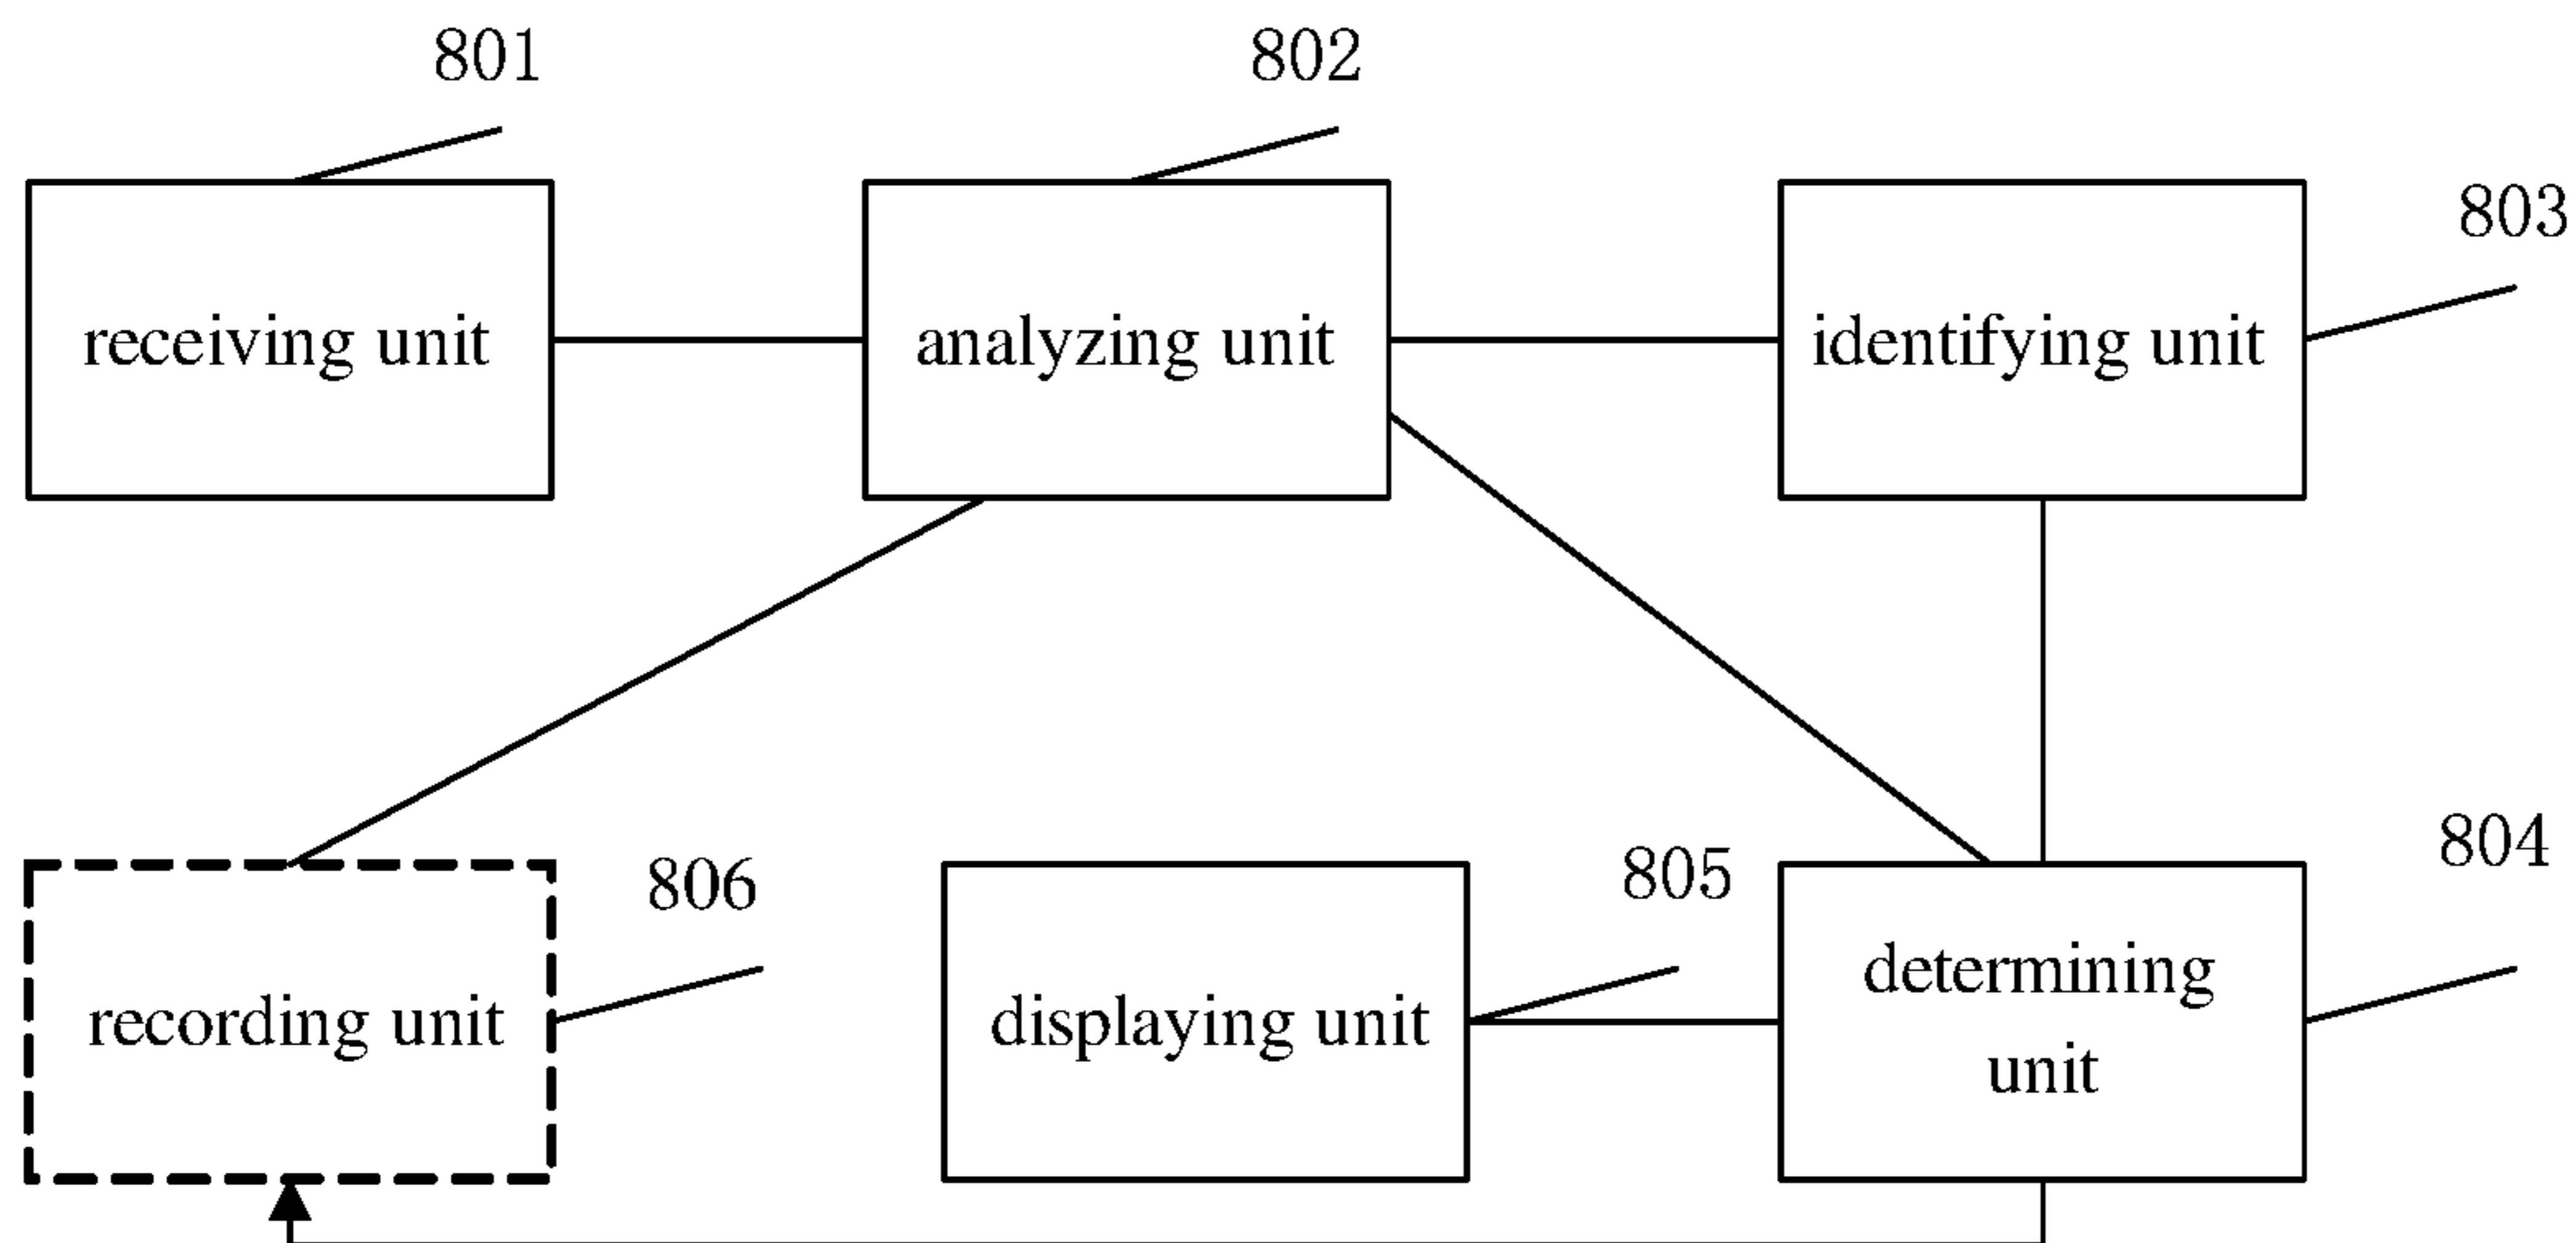 801
802
803
receiving unit
analyzing unit
identifying unit
804
805
806
recording unit
displaying unit
determining
unit